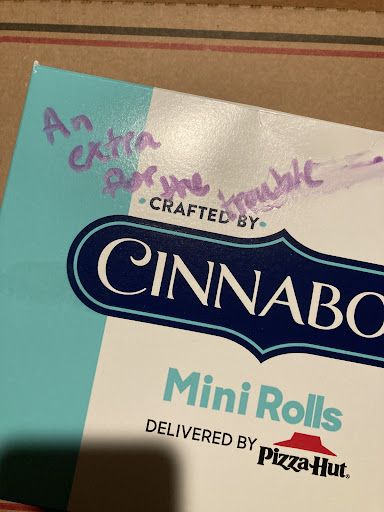 An
extra
for the trouble
• CRAFTED BY •
CINNABO
Mini Rolls
DELIVERED BY Pizza Hut